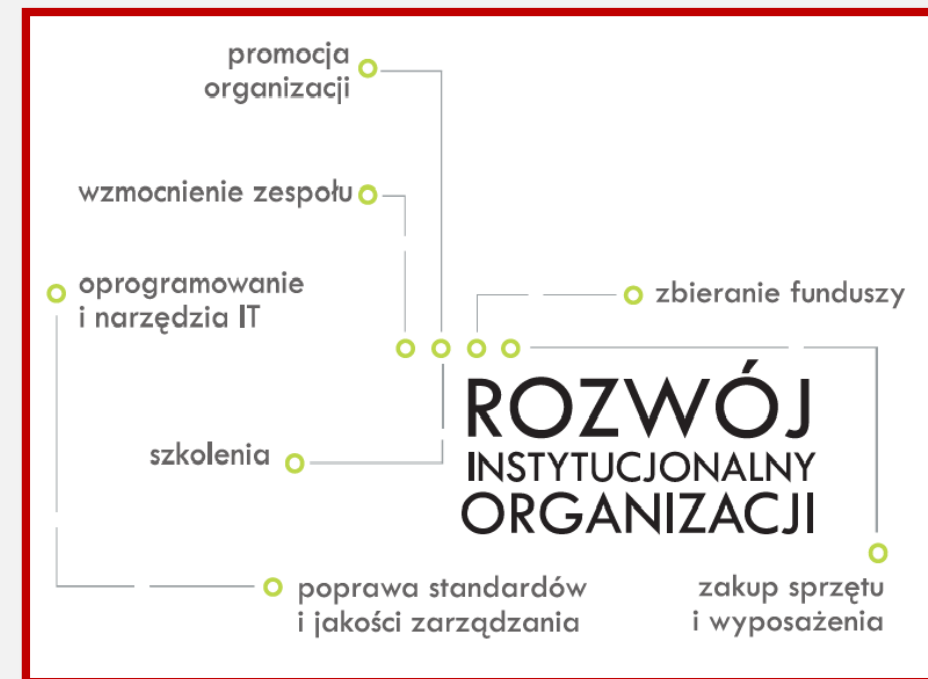 promocja
organizacji
wzmocnienie zespołu
oprogramowanie
i narzędzia IT
zbieranie funduszy
ROZWÓJ
INSTYTUCJONALNY
ORGANIZACJI
szkolenia
poprawa standardów
i jakości zarządzania
zakup sprzętu
i wyposażenia